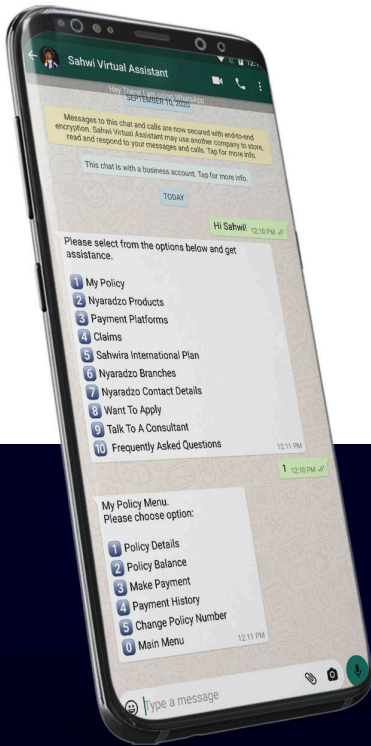 12:1
Sahwi Virtual Assistant
Hey There! I am using WhatsApp
SEPTEMBER 10, 2020
Messages to this chat and calls are now secured with end-to-end
encryption. Sahwi Virtual Assistant may use another company to store,
read and respond to your messages and calls. Tap for more info.
This chat is with a business account. Tap for more info.
TODAY
Hi Sahwi! 12:10 PM
Please select from the options below and get
assistance.
1 My Policy
2 Nyaradzo Products
3 Payment Platforms
4 Claims
5 Sahwira International Plan
6 Nyaradzo Branches
7 Nyaradzo Contact Details
8 Want To Apply
9 Talk To A Consultant
10 Frequently Asked Questions
12:11 PM
1 12:10 PM
My Policy Menu.
Please choose option:
1 Policy Details
2 Policy Balance
3 Make Payment
4 Payment History
5 Change Policy Number
0 Main Menu
12:11 PM
Type a message